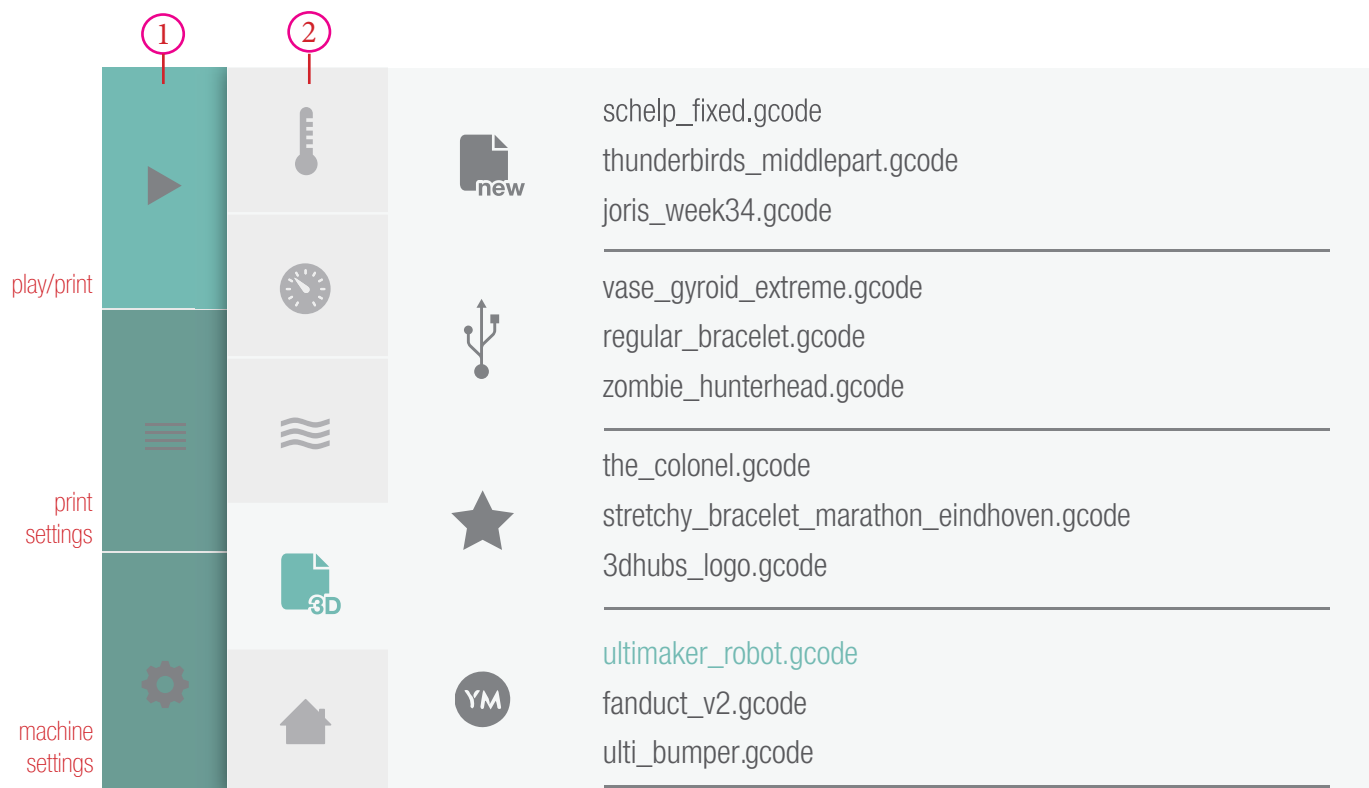 1
2
play/print
print
settings
machine
settings
3D
new
schelp_fixed.gcode
thunderbirds_middlepart.gcode
joris_week34.gcode
vase_gyroid_extreme.gcode
regular_bracelet.gcode
zombie_hunterhead.gcode
the_colonel.gcode
stretchy_bracelet_marathon_eindhoven.gcode
3dhubs_logo.gcode
YM
ultimaker_robot.gcode
fanduct_v2.gcode
ulti_bumper.gcode